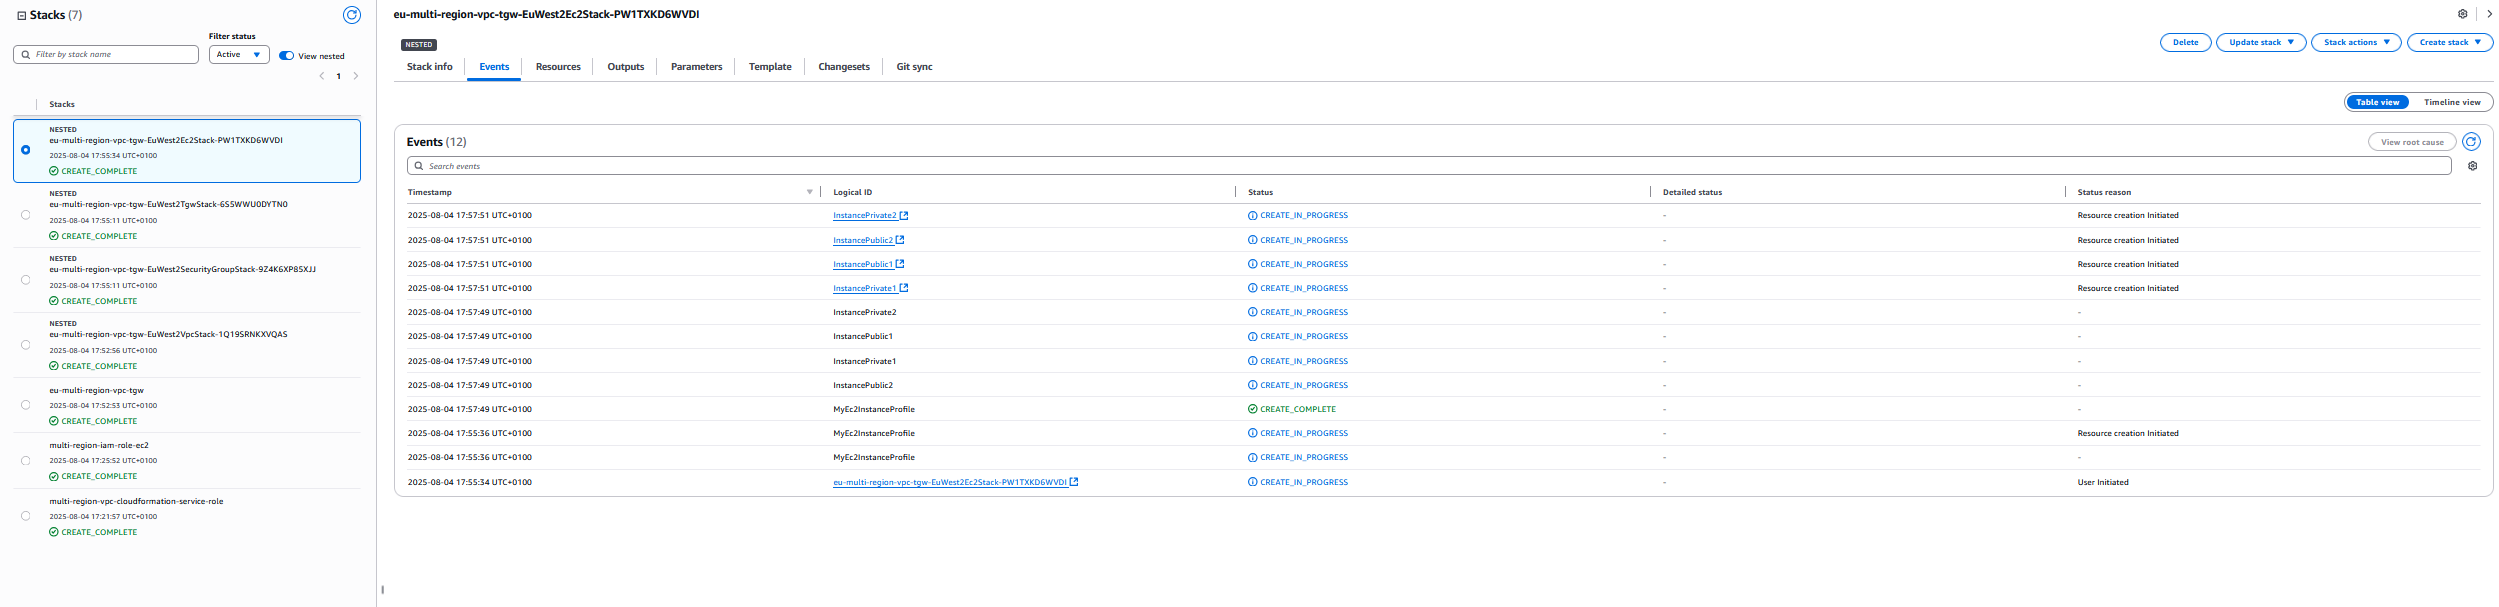 Stacks (7)
Filter status
Filter by stack name
Active
View nested
1
Stacks
NESTED
eu-multi-region-vpc-tgw-EuWest2Ec2Stack-PW1TXKD6WVDI
2025-08-04 17:55:34 UTC+0100
CREATE_COMPLETE
NESTED
eu-multi-region-vpc-tgw-EuWest2TgwStack-6S5WWU0DYTN0
2025-08-04 17:55:11 UTC+0100
CREATE_COMPLETE
NESTED
eu-multi-region-vpc-tgw-EuWest2SecurityGroupStack-9Z4K6XP85XJJ
2025-08-04 17:55:11 UTC+0100
CREATE_COMPLETE
NESTED
eu-multi-region-vpc-tgw-EuWest2VpcStack-1Q19SRNKXVQAS
2025-08-04 17:52:56 UTC+0100
CREATE_COMPLETE
eu-multi-region-vpc-tgw
2025-08-04 17:52:53 UTC+0100
CREATE_COMPLETE
multi-region-iam-role-ec2
2025-08-04 17:25:52 UTC+0100
CREATE_COMPLETE
multi-region-vpc-cloudformation-service-role
2025-08-04 17:21:57 UTC+0100
CREATE_COMPLETE
eu-multi-region-vpc-tgw-EuWest2Ec2Stack-PW1TXKD6WVDI
NESTED
Delete Update stack Stack actions Create stack
Stack info Events Resources Outputs Parameters Template Changesets Git sync
Table view Timeline view
Events (12)
View root cause
Search events
Timestamp Logical ID Status Detailed status Status reason
2025-08-04 17:57:51 UTC+0100 InstancePrivate2 CREATE_IN_PROGRESS - Resource creation Initiated
2025-08-04 17:57:51 UTC+0100 InstancePublic2 CREATE_IN_PROGRESS - Resource creation Initiated
2025-08-04 17:57:51 UTC+0100 InstancePublic1 CREATE_IN_PROGRESS - Resource creation Initiated
2025-08-04 17:57:51 UTC+0100 InstancePrivate1 CREATE_IN_PROGRESS - Resource creation Initiated
2025-08-04 17:57:49 UTC+0100 InstancePrivate2 CREATE_IN_PROGRESS - -
2025-08-04 17:57:49 UTC+0100 InstancePublic1 CREATE_IN_PROGRESS - -
2025-08-04 17:57:49 UTC+0100 InstancePrivate1 CREATE_IN_PROGRESS - -
2025-08-04 17:57:49 UTC+0100 InstancePublic2 CREATE_IN_PROGRESS - -
2025-08-04 17:57:49 UTC+0100 MyEc2InstanceProfile CREATE_COMPLETE - -
2025-08-04 17:55:36 UTC+0100 MyEc2InstanceProfile CREATE_IN_PROGRESS - Resource creation Initiated
2025-08-04 17:55:36 UTC+0100 MyEc2InstanceProfile CREATE_IN_PROGRESS - -
2025-08-04 17:55:34 UTC+0100 eu-multi-region-vpc-tgw-EuWest2Ec2Stack-PW1TXKD6WVDI CREATE_IN_PROGRESS - User Initiated